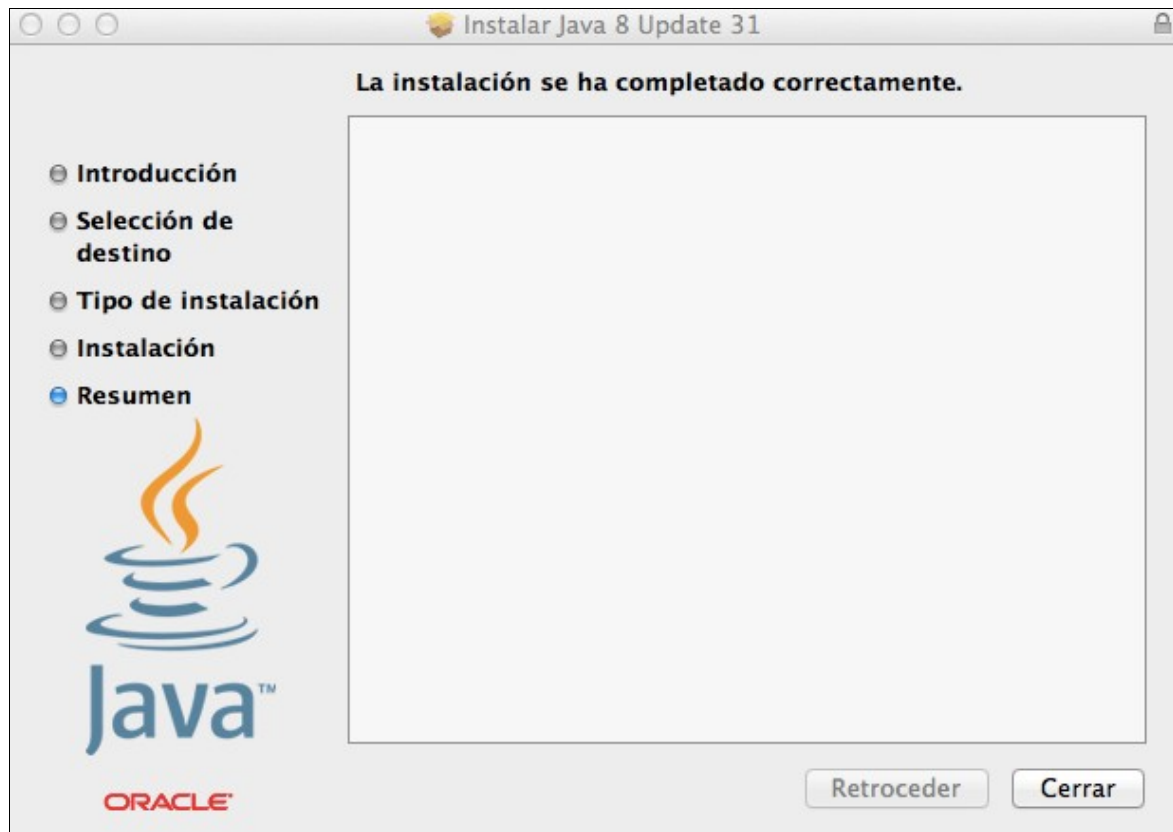 Instalar Java 8 Update 31
La instalación se ha completado correctamente.
Introducción
Selección de
destino
Tipo de instalación
Instalación
Resumen
Java™
ORACLE®
Retroceder
Cerrar